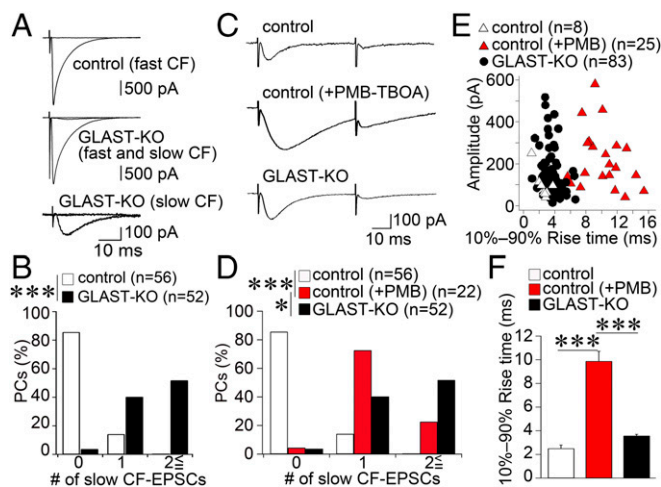 A
control (fast CF)
500 pA
GLAST-KO
(fast and slow CF)
500 pA
GLAST-KO (slow CF)
100 pA
10 ms
B
control (n=56)
GLAST-KO (n=52)
***
PCs (%)
100
80
60
40
20
0
0 1 2≦
# of slow CF-EPSCs
C
control
control (+PMB-TBOA)
GLAST-KO
100 pA
10 ms
D
control (n=56)
control (+PMB) (n=22)
GLAST-KO (n=52)
***
*
PCs (%)
100
80
60
40
20
0
0 1 2≦
# of slow CF-EPSCs
E
control (n=8)
control (+PMB) (n=25)
GLAST-KO (n=83)
Amplitude (pA)
600
400
200
0
0 4 8 12 16
10%–90% Rise time (ms)
F
control
control (+PMB)
GLAST-KO
10%–90% Rise time (ms)
12
9
6
3
0
***
***